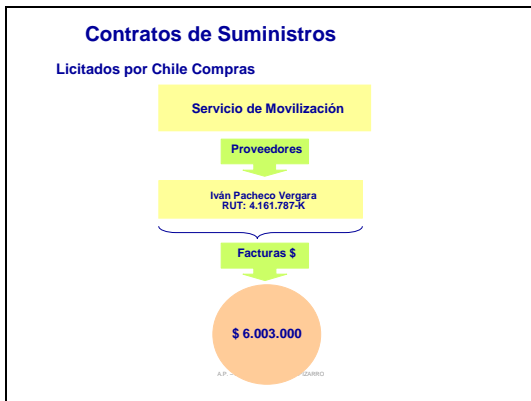 Contratos de Suministros
Licitados por Chile Compras
Servicio de Movilización
Proveedores
Iván Pacheco Vergara
RUT: 4.161.787-K
Facturas $
$ 6.003.000
A.P. –